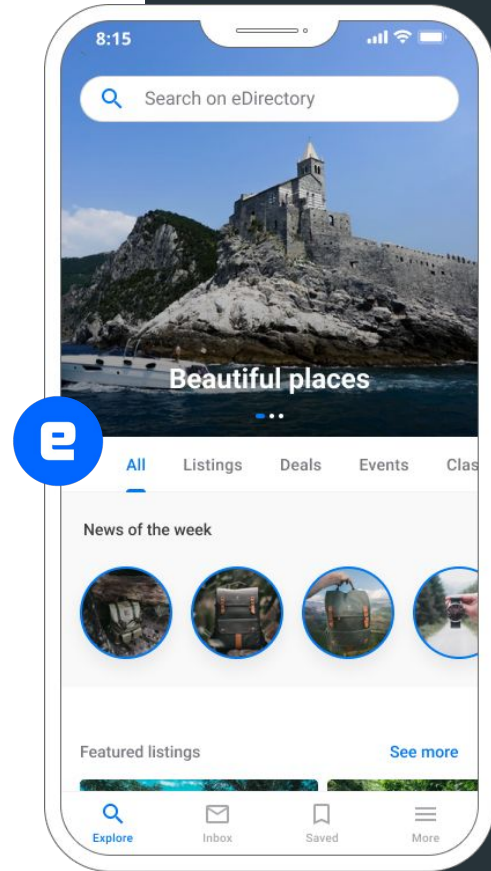 8:15
Search on eDirectory
Beautiful places
e
All Listings Deals Events Clas
News of the week
Featured listings See more
Explore Inbox Saved More